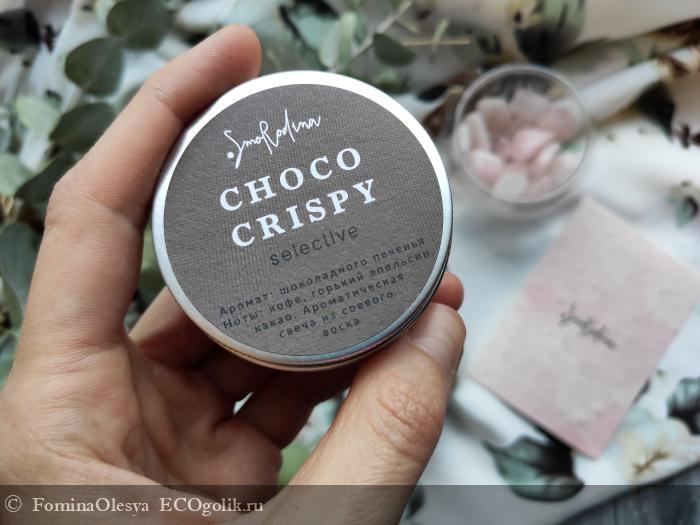 SmoRodina
CHOCO
CRISPY
selective
Аромат: шоколадного печенья
Ноты: кофе, горький апельсин,
какао. Ароматическая
свеча из соевого
воска
SmoRodina
© FominaOlesya ECOgolik.ru